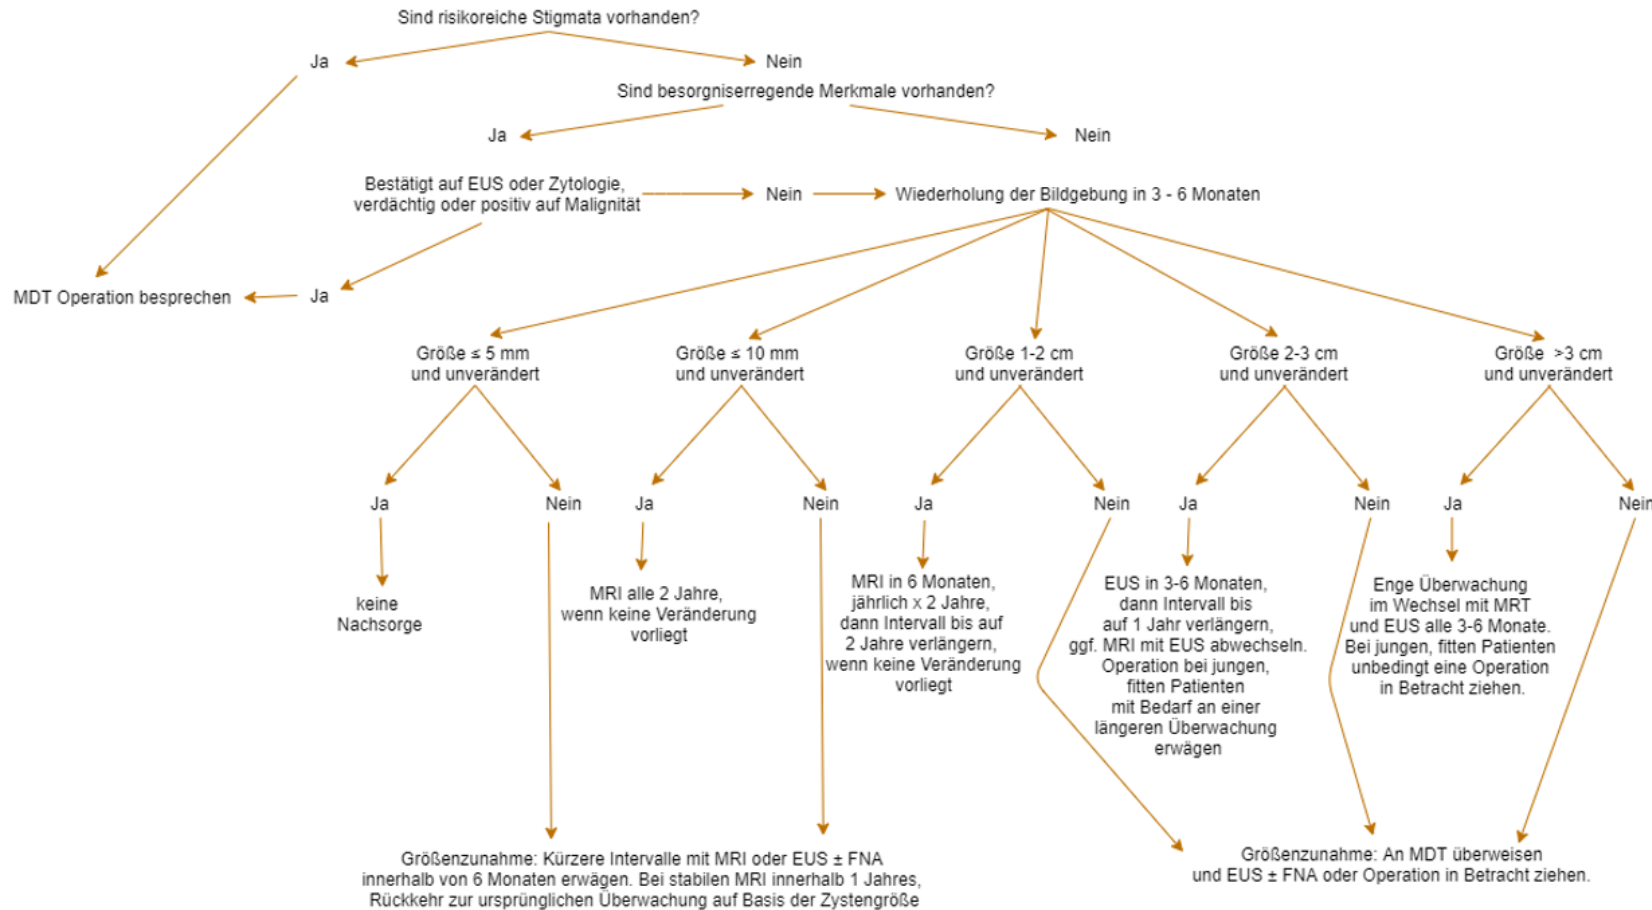 Sind risikoreiche Stigmata vorhanden?
Ja
Nein
Sind besorgniserregende Merkmale vorhanden?
Ja
Nein
Bestätigt auf EUS oder Zytologie,
verdächtig oder positiv auf Malignität
Nein
Wiederholung der Bildgebung in 3 - 6 Monaten
MDT Operation besprechen
Ja
Größe ≤ 5 mm
und unverändert
Größe ≤ 10 mm
und unverändert
Größe 1-2 cm
und unverändert
Größe 2-3 cm
und unverändert
Größe >3 cm
und unverändert
Ja
Nein
Ja
Nein
Ja
Nein
Ja
Nein
Ja
Nein
keine
Nachsorge
MRI alle 2 Jahre,
wenn keine Veränderung
vorliegt
MRI in 6 Monaten,
jährlich x 2 Jahre,
dann Intervall bis auf
2 Jahre verlängern,
wenn keine Veränderung
vorliegt
EUS in 3-6 Monaten,
dann Intervall bis
auf 1 Jahr verlängern,
ggf. MRI mit EUS abwechseln.
Operation bei jungen,
fitten Patienten
mit Bedarf an einer
längeren Überwachung
erwägen
Enge Überwachung
im Wechsel mit MRT
und EUS alle 3-6 Monate.
Bei jungen, fitten Patienten
unbedingt eine Operation
in Betracht ziehen.
Größenzunahme: Kürzere Intervalle mit MRI oder EUS ± FNA
innerhalb von 6 Monaten erwägen. Bei stabilen MRI innerhalb 1 Jahres,
Rückkehr zur ursprünglichen Überwachung auf Basis der Zystengröße
Größenzunahme: An MDT überweisen
und EUS ± FNA oder Operation in Betracht ziehen.